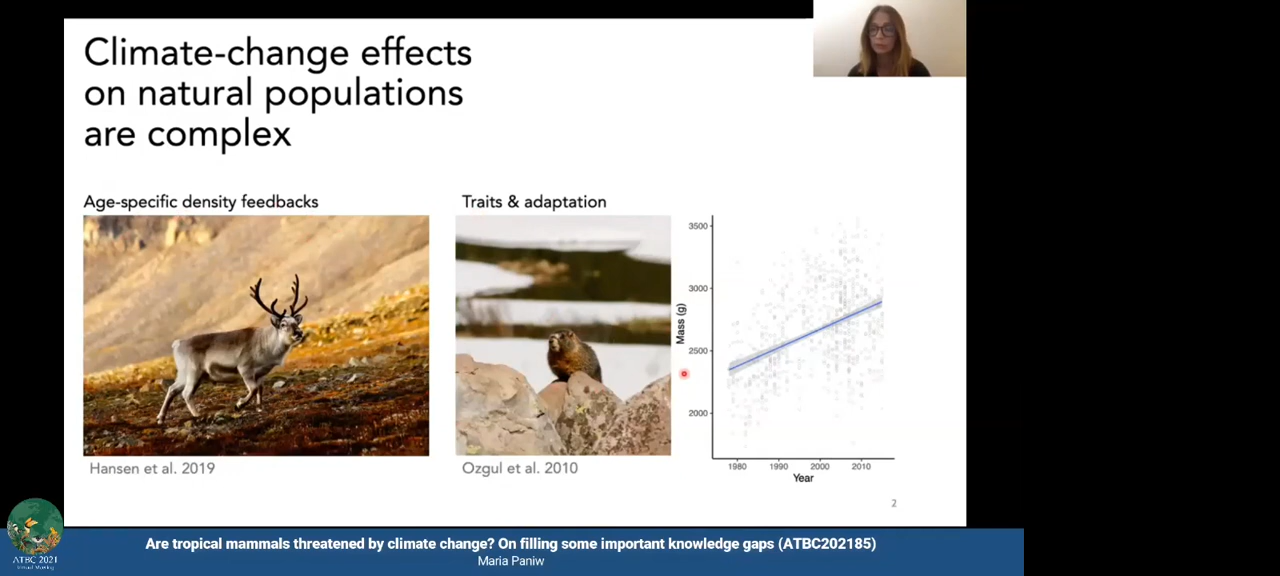 Climate-change effects
on natural populations
are complex
Age-specific density feedbacks
Traits & adaptation
Hansen et al. 2019
Ozgul et al. 2010
Mass (g)
3500
3000
2500
2000
1980 1990 2000 2010
Year
2
ATBC 2021
Are tropical mammals threatened by climate change? On filling some important knowledge gaps (ATBC202185)
Maria Paniw